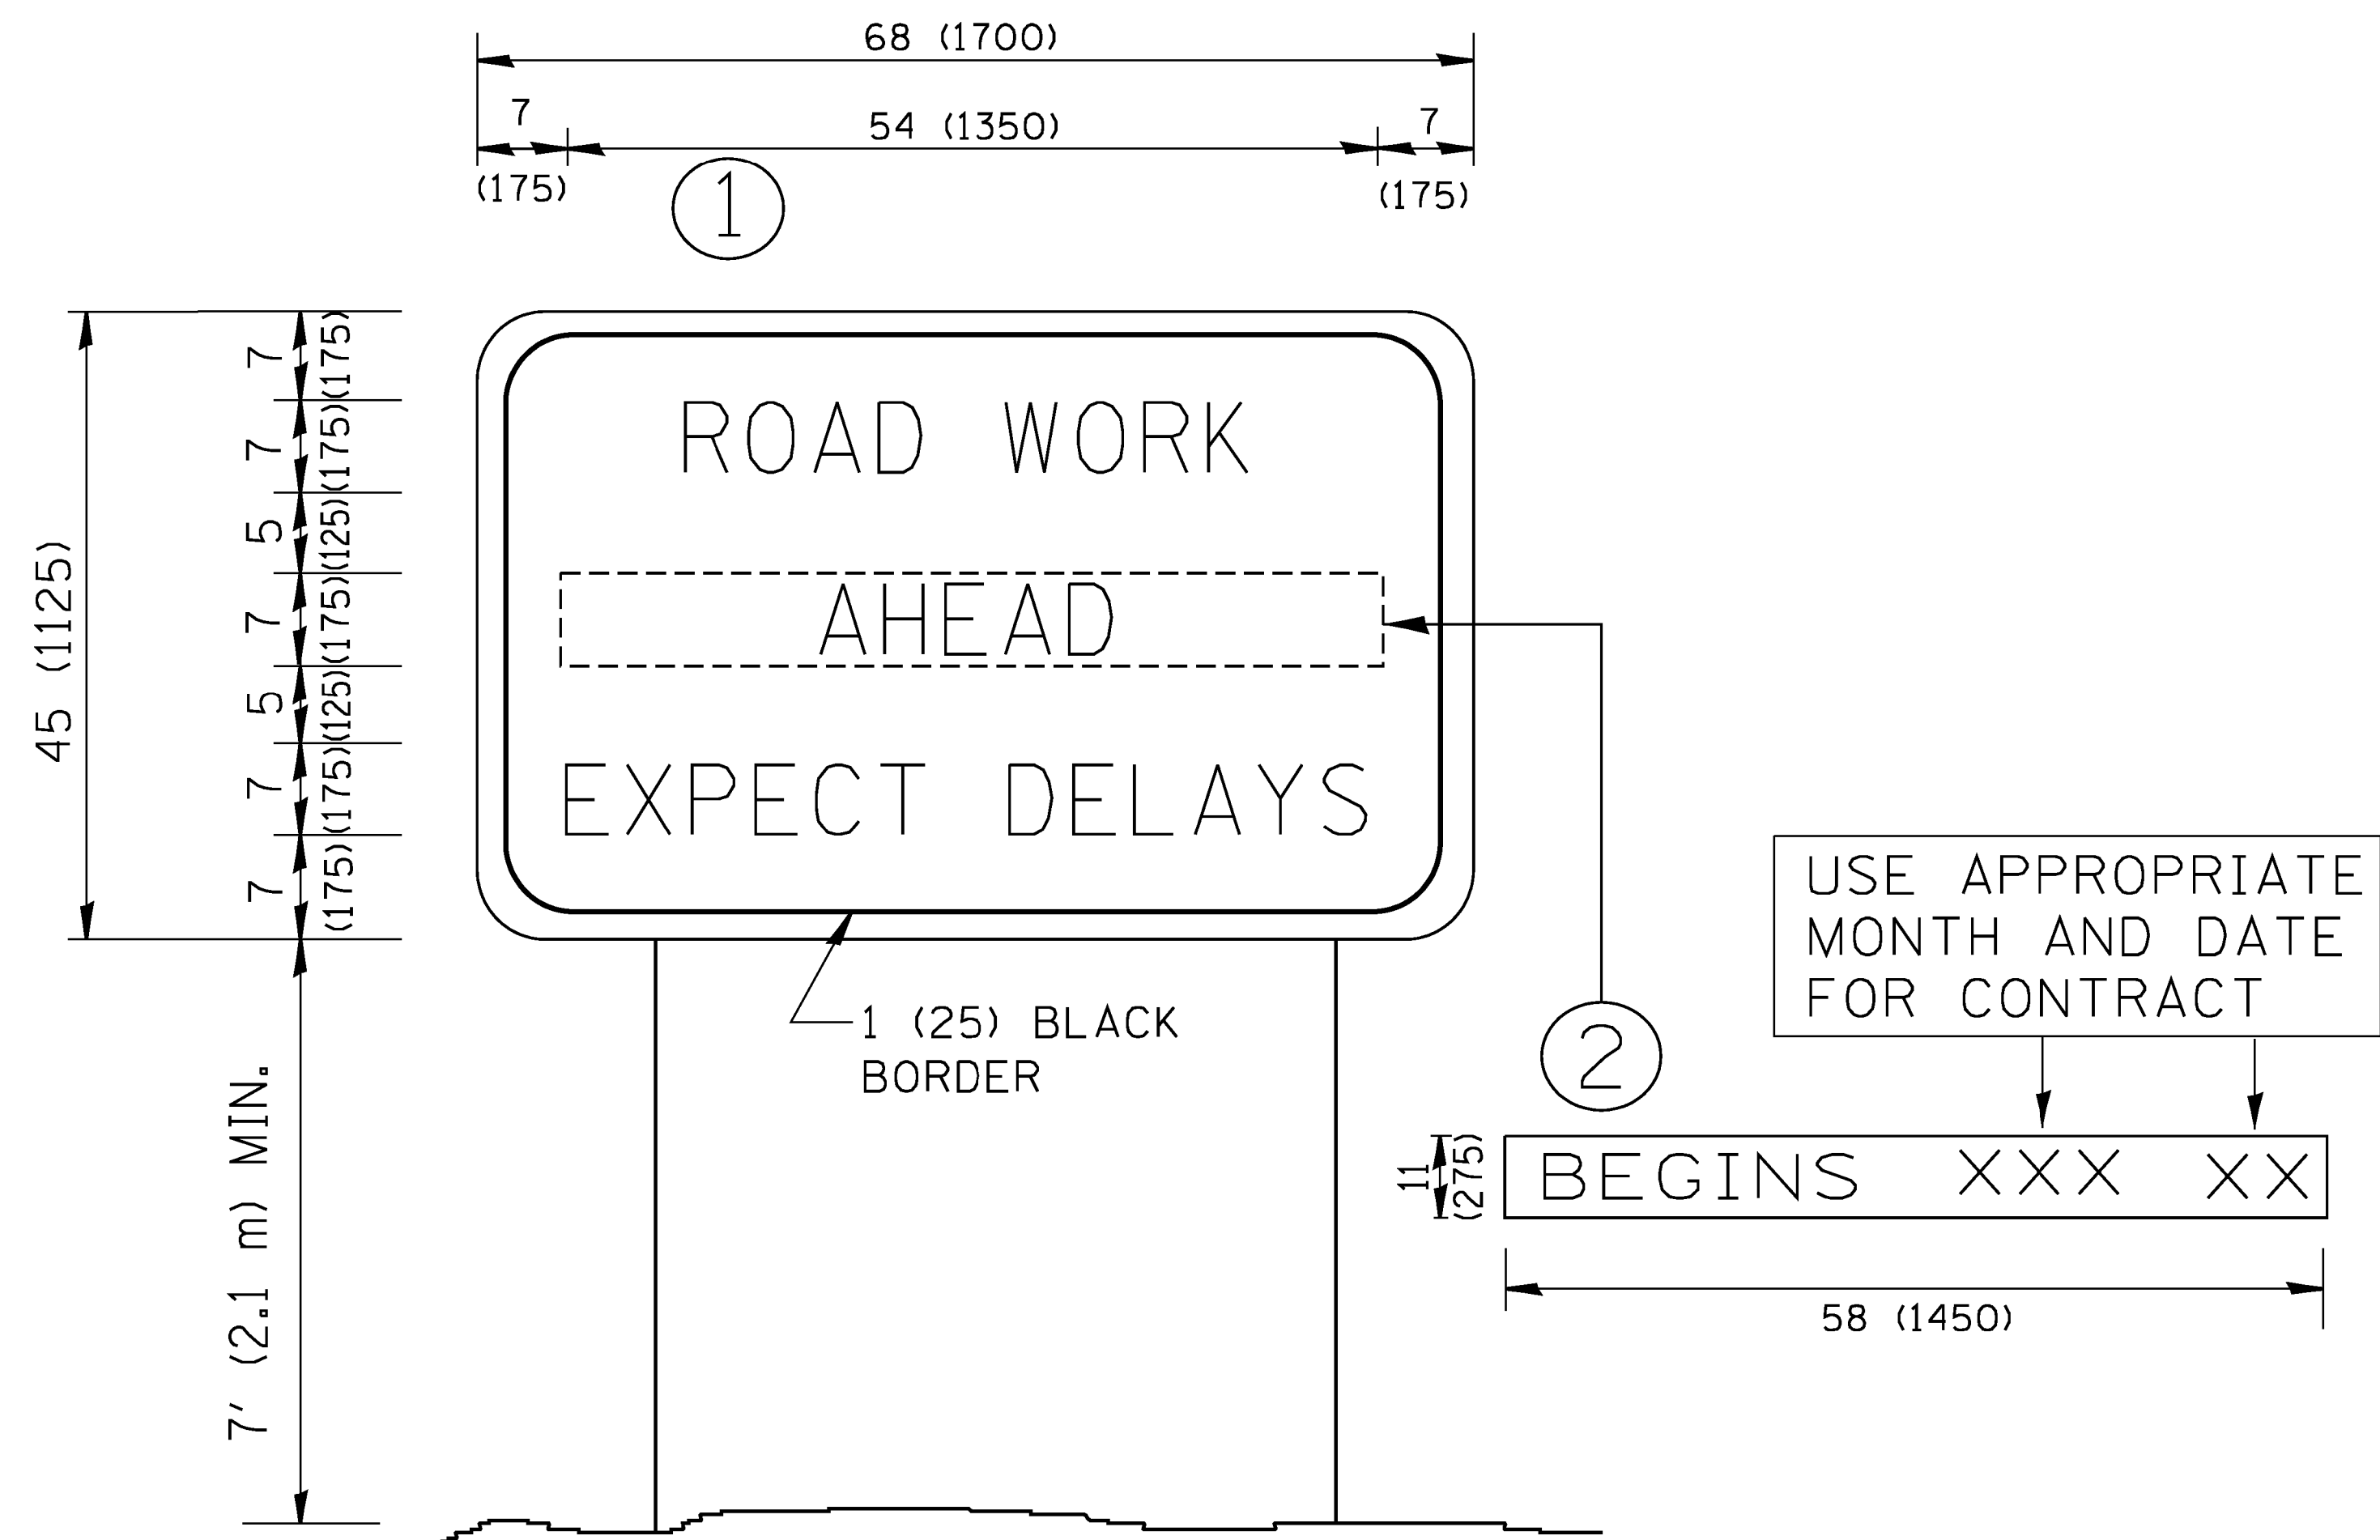 68 (1700)
7
54 (1350)
7
(175)
(175)
1
45 (1125)
7
(175)
7
(175)
5
(125)
7
(175)
5
(125)
7
(175)
7
(175)
7' (2.1 m) MIN.
ROAD WORK
AHEAD
EXPECT DELAYS
1 (25) BLACK
BORDER
2
USE APPROPRIATE
MONTH AND DATE
FOR CONTRACT
11
(275)
BEGINS XXX XX
58 (1450)